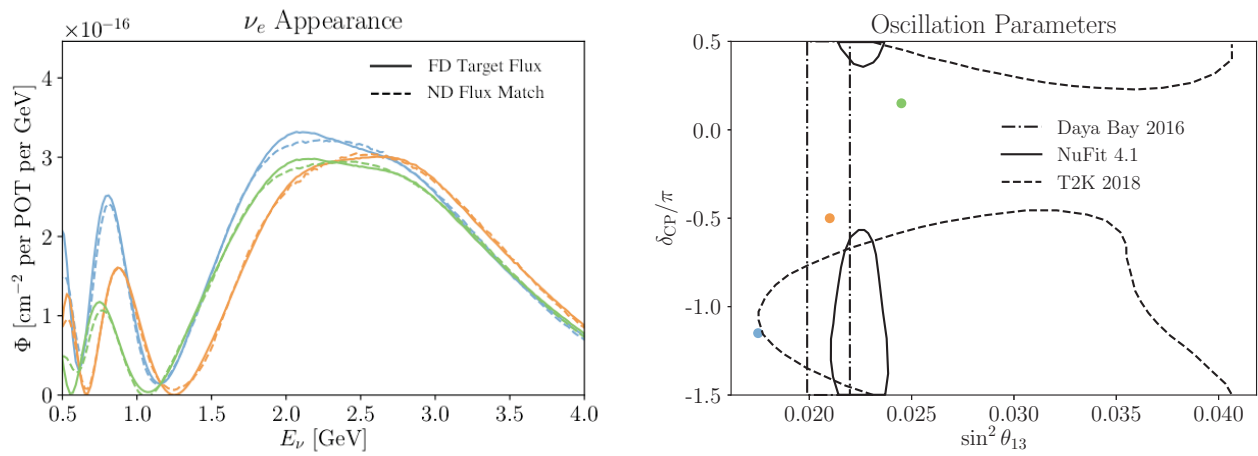 ν_e Appearance
×10⁻¹⁶
FD Target Flux
ND Flux Match
Φ [cm⁻² per POT per GeV]
4
3
2
1
0
0.5 1.0 1.5 2.0 2.5 3.0 3.5 4.0
E_ν [GeV]
Oscillation Parameters
Daya Bay 2016
NuFit 4.1
T2K 2018
δ_CP/π
0.5
0.0
-0.5
-1.0
-1.5
0.020 0.025 0.030 0.035 0.040
sin² θ₁₃